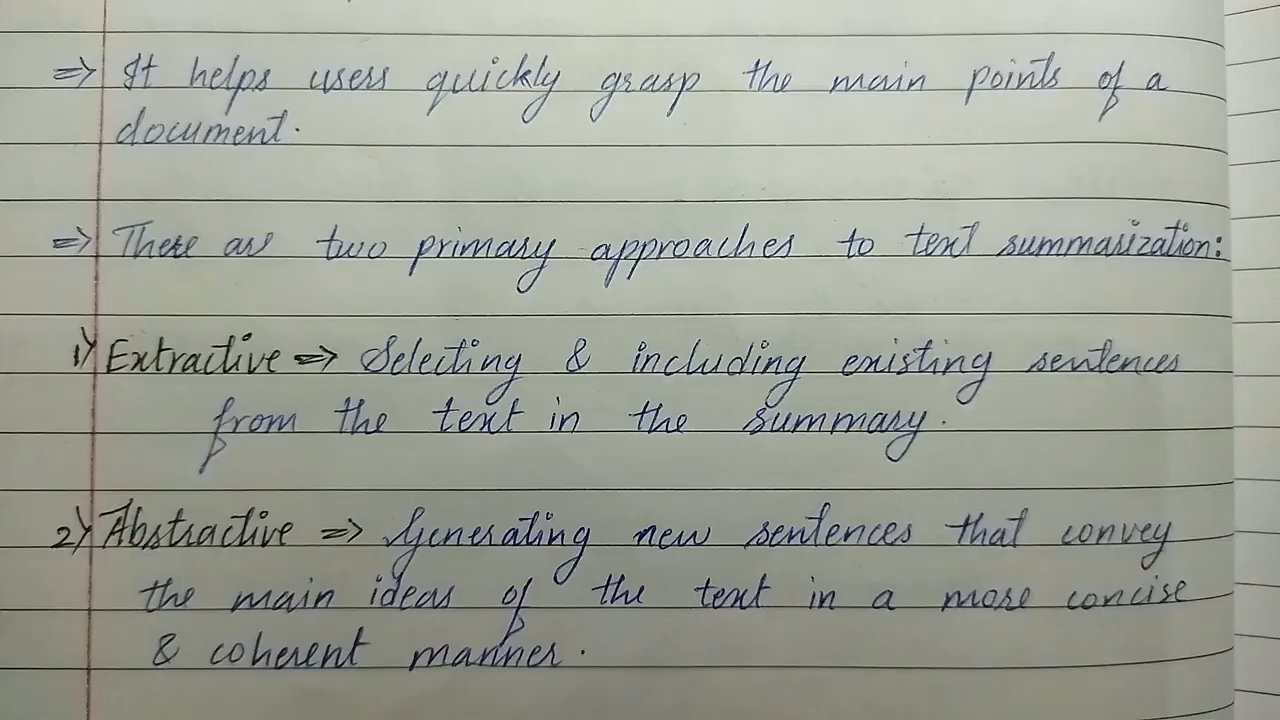 ⇒ It helps users quickly grasp the main points of a
document.
⇒ There are two primary approaches to text summarization:
1) Extractive ⇒ Selecting & including existing sentences
from the text in the summary.
2) Abstractive ⇒ Generating new sentences that convey
the main ideas of the text in a more concise
& coherent manner.